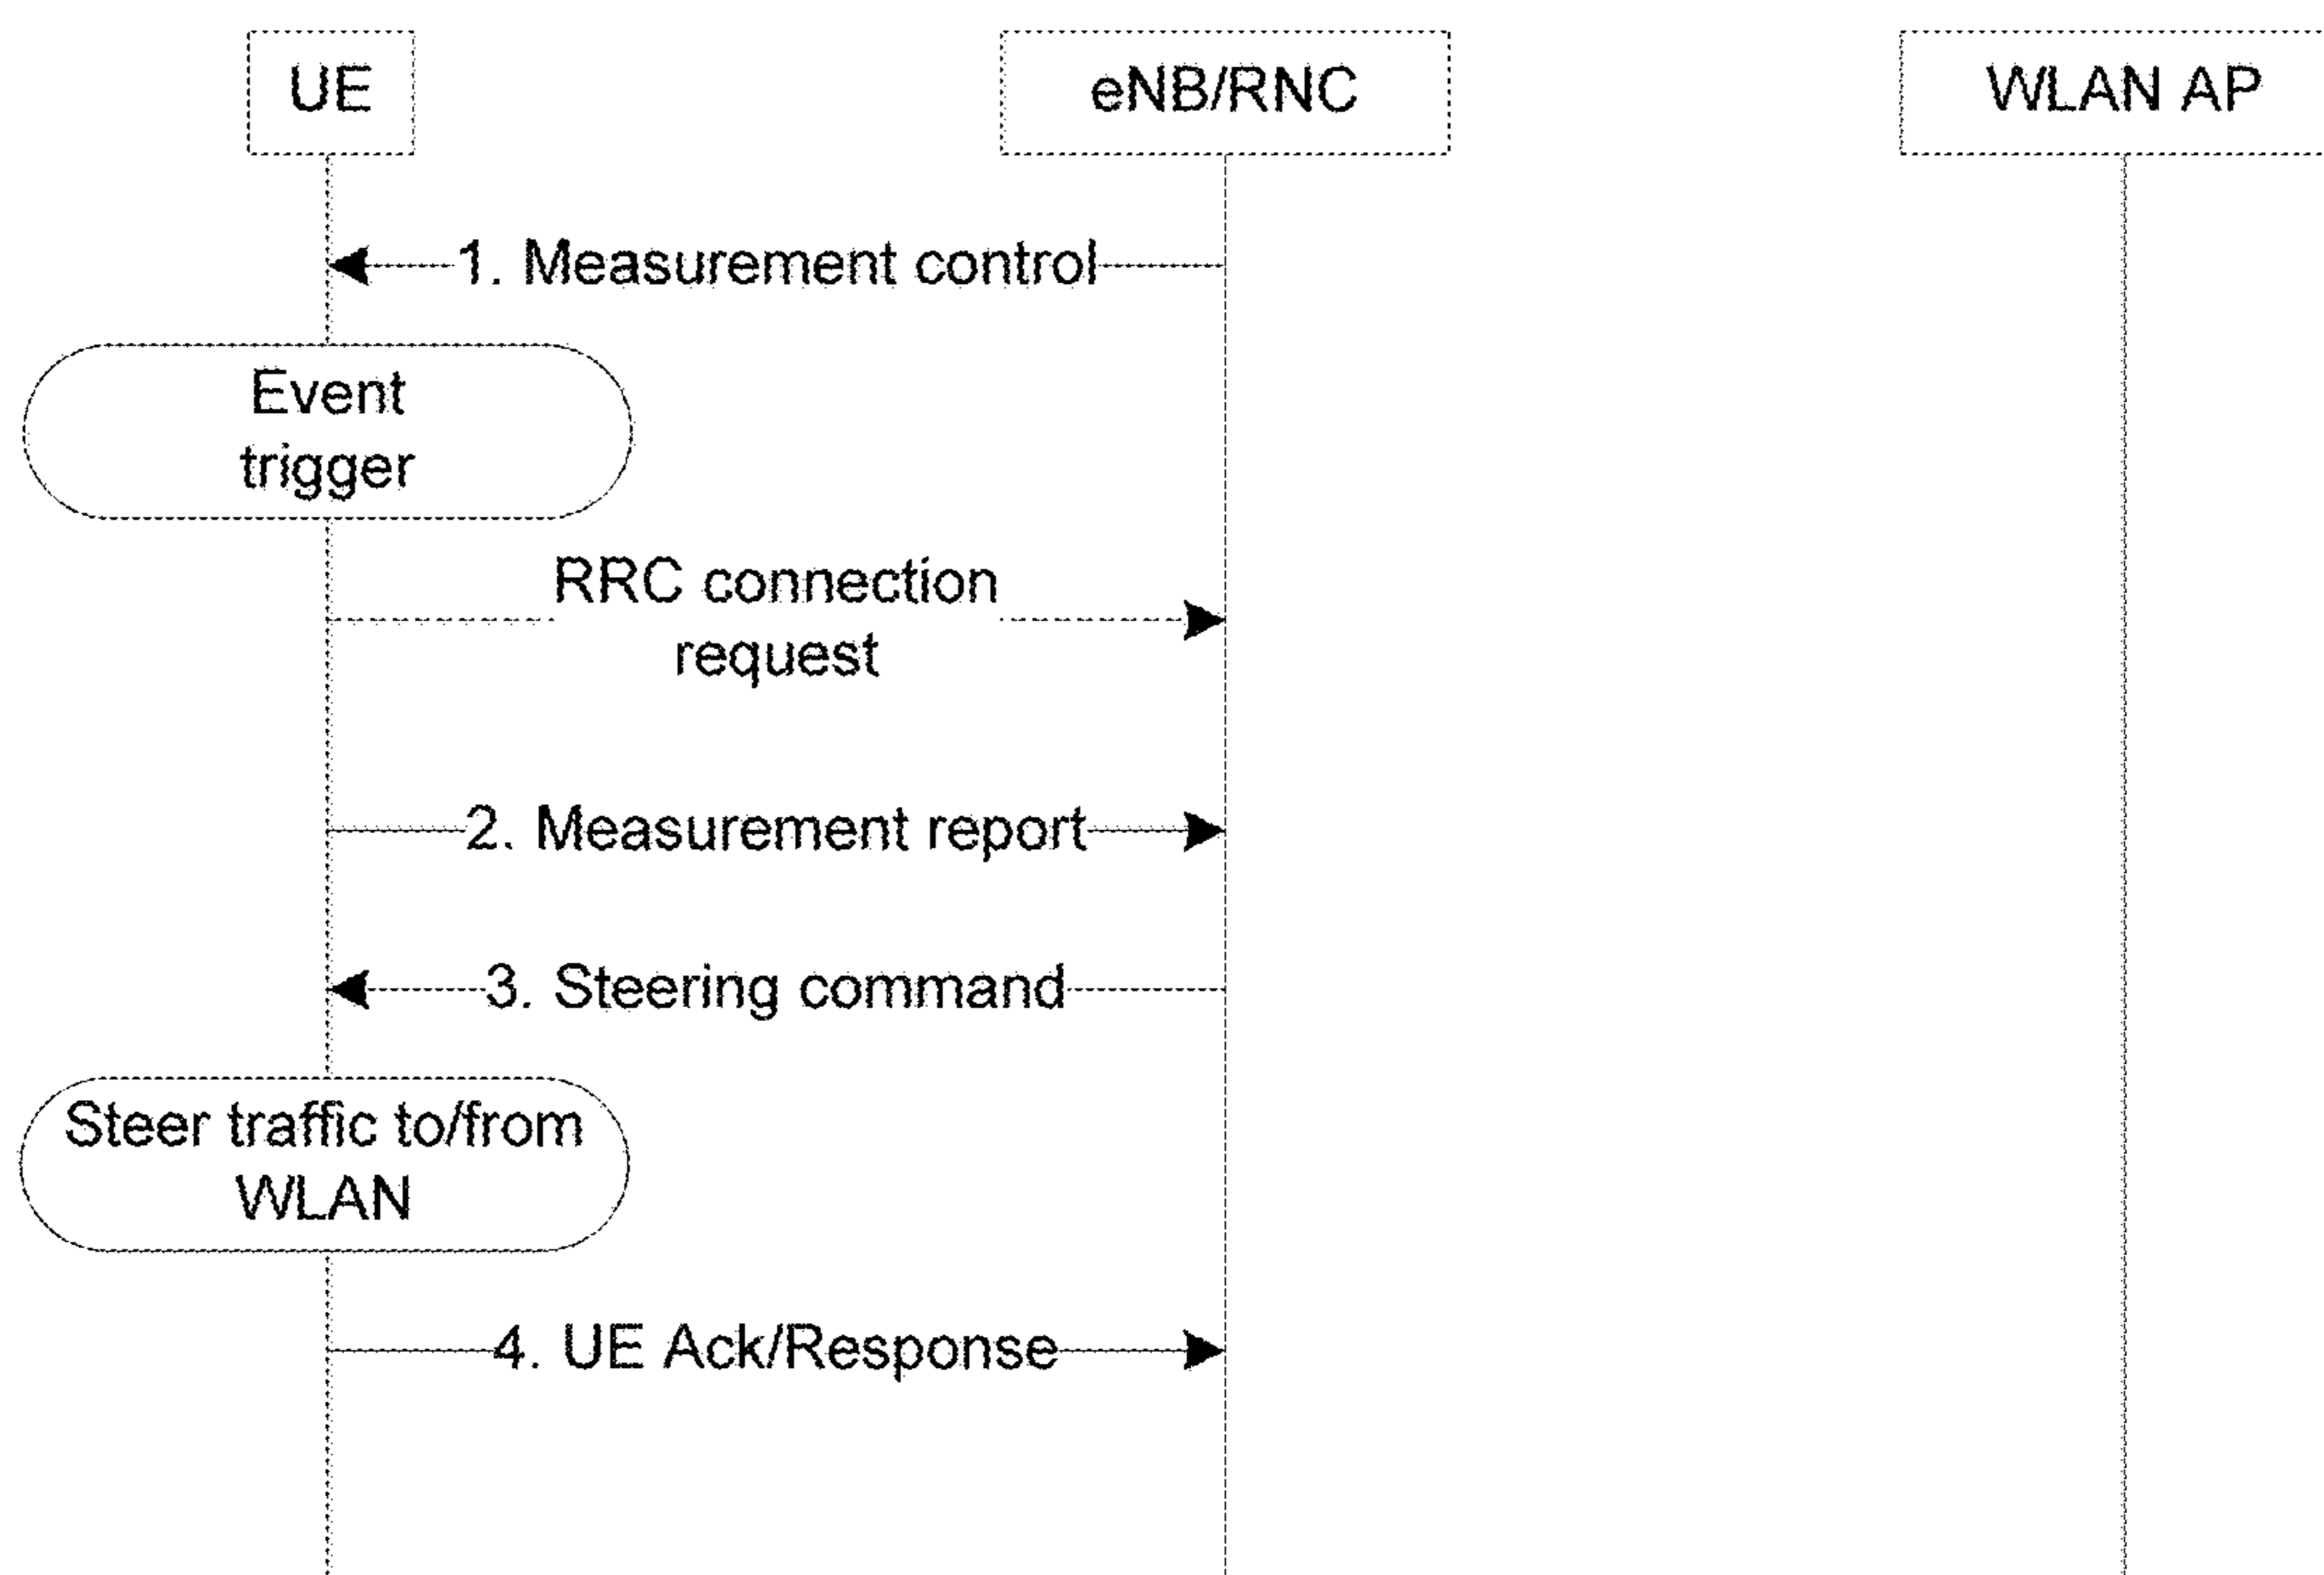 UE
eNB/RNC
WLAN AP
1. Measurement control
Event
trigger
RRC connection
request
2. Measurement report
3. Steering command
Steer traffic to/from
WLAN
4. UE Ack/Response